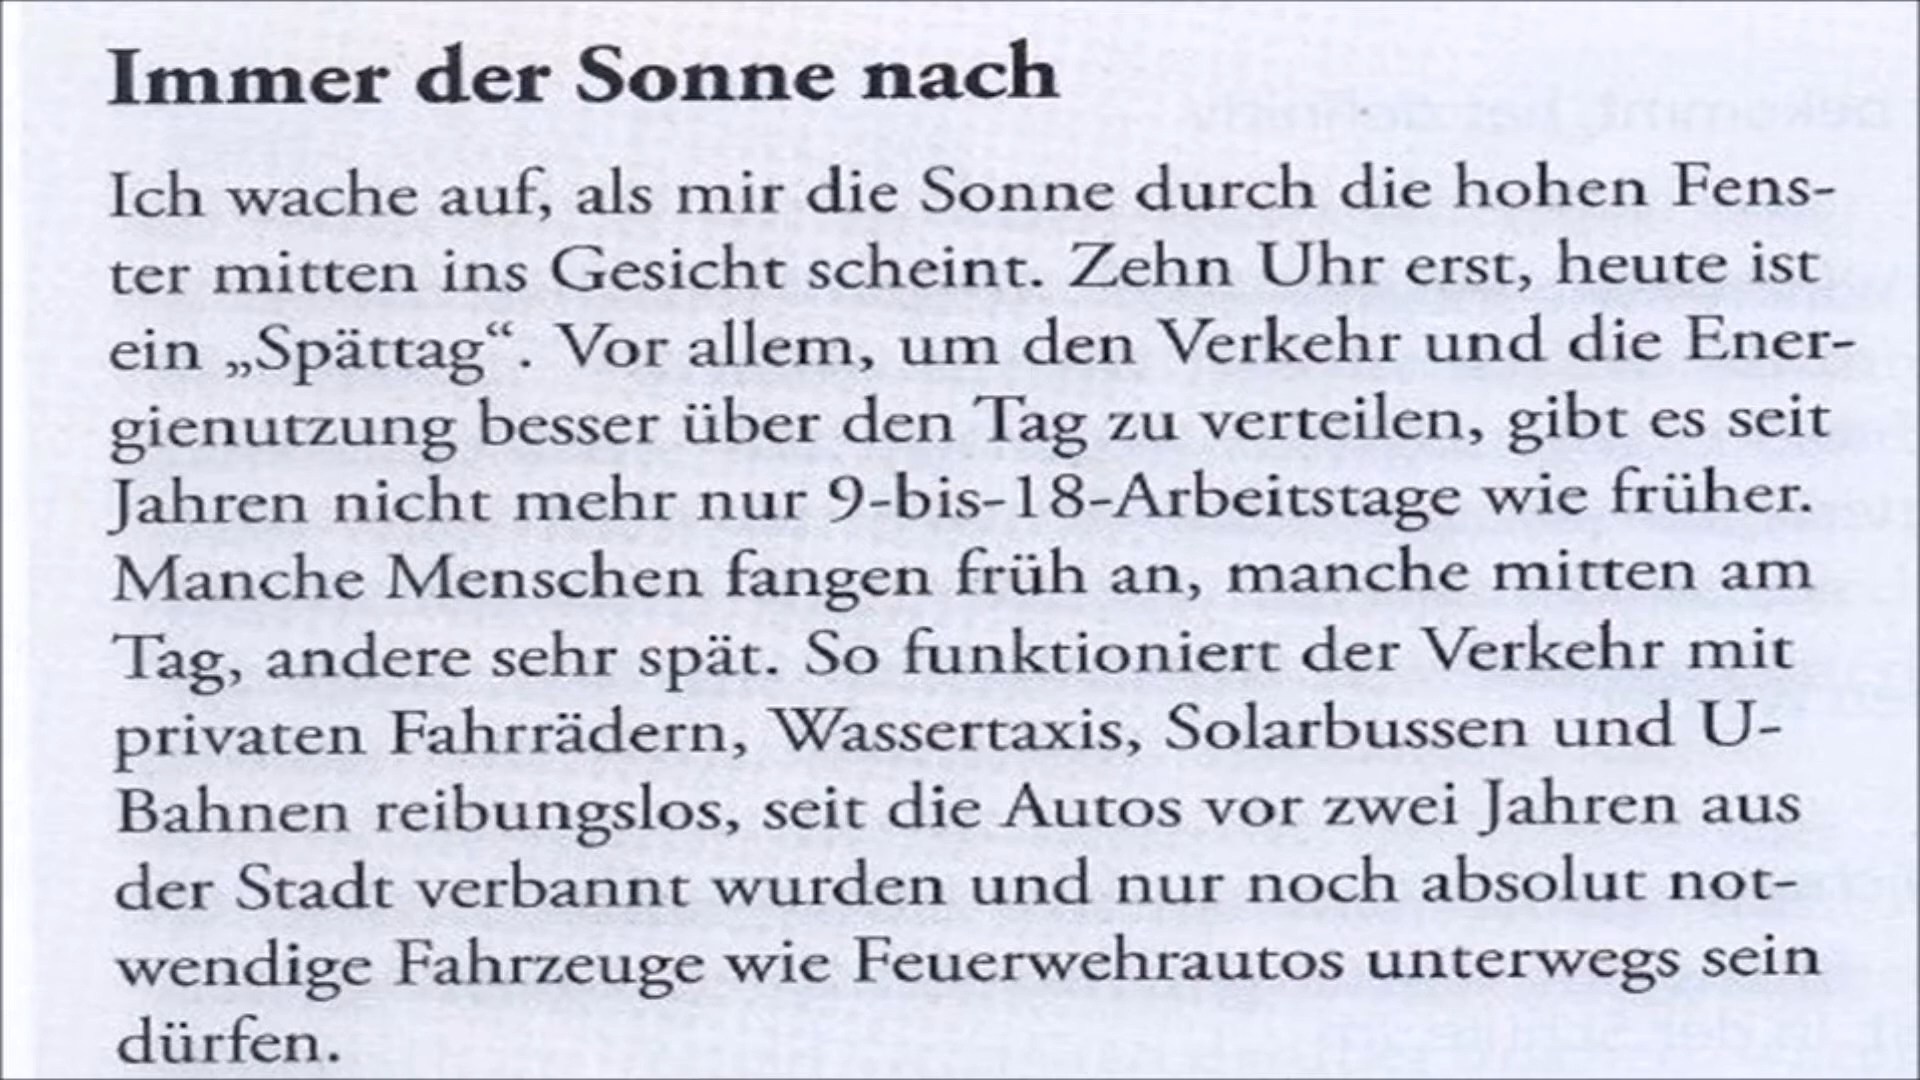 Immer der Sonne nach
Ich wache auf, als mir die Sonne durch die hohen Fens-
ter mitten ins Gesicht scheint. Zehn Uhr erst, heute ist
ein „Spättag“. Vor allem, um den Verkehr und die Ener-
gienutzung besser über den Tag zu verteilen, gibt es seit
Jahren nicht mehr nur 9-bis-18-Arbeitstage wie früher.
Manche Menschen fangen früh an, manche mitten am
Tag, andere sehr spät. So funktioniert der Verkehr mit
privaten Fahrrädern, Wassertaxis, Solarbussen und U-
Bahnen reibungslos, seit die Autos vor zwei Jahren aus
der Stadt verbannt wurden und nur noch absolut not-
wendige Fahrzeuge wie Feuerwehrautos unterwegs sein
dürfen.